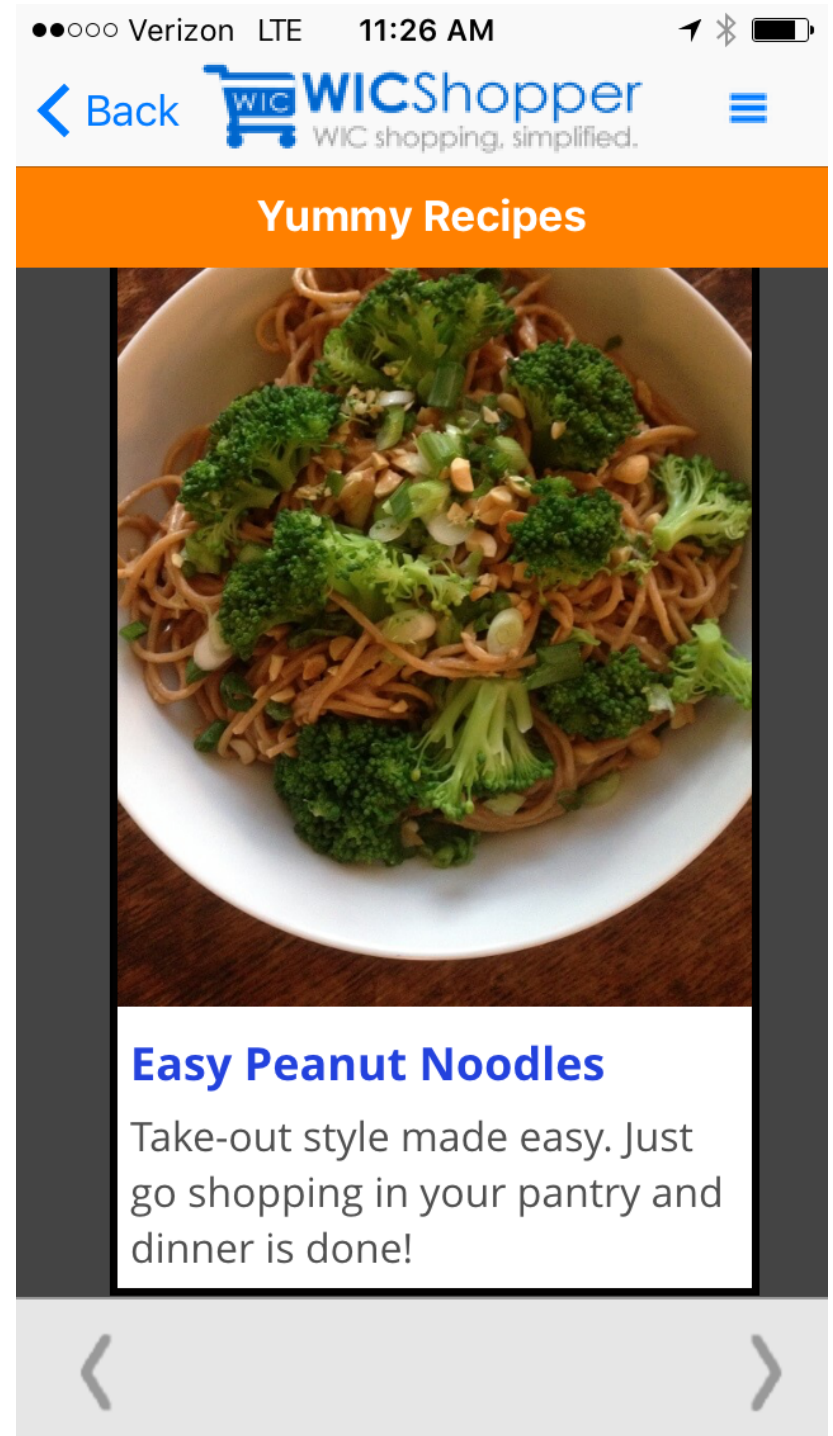 Verizon LTE 11:26 AM
Back
WIC WICShopper
WIC shopping, simplified.
Yummy Recipes
Easy Peanut Noodles
Take-out style made easy. Just
go shopping in your pantry and
dinner is done!